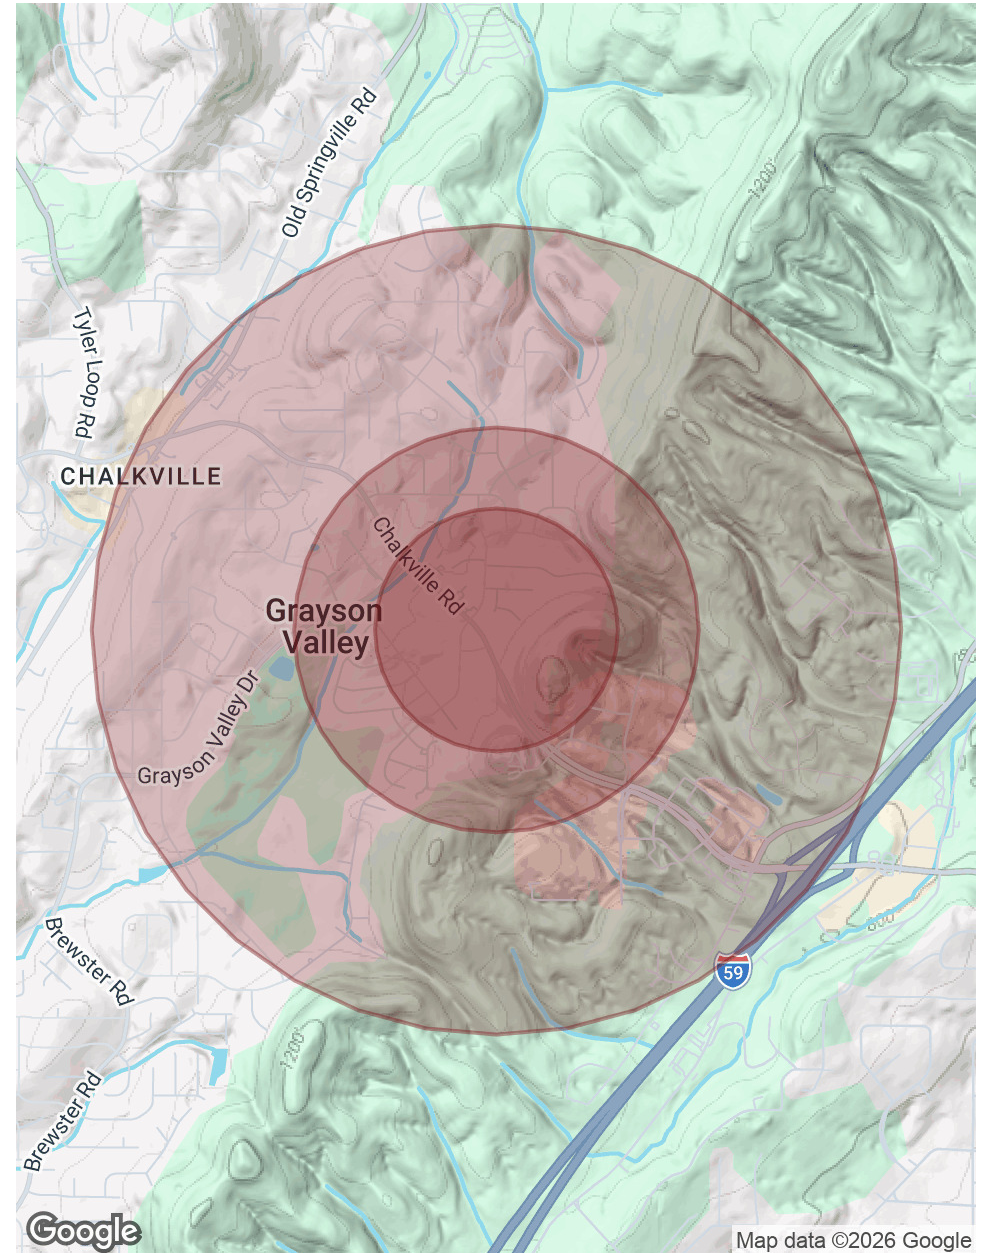 Old Springville Rd
1200'
Tyler Loop Rd
CHALKVILLE
Chalkville Rd
Grayson
Valley
Grayson Valley Dr
800
Brewster Rd
59
1200'
Brewster Rd
Google
Map data ©2026 Google